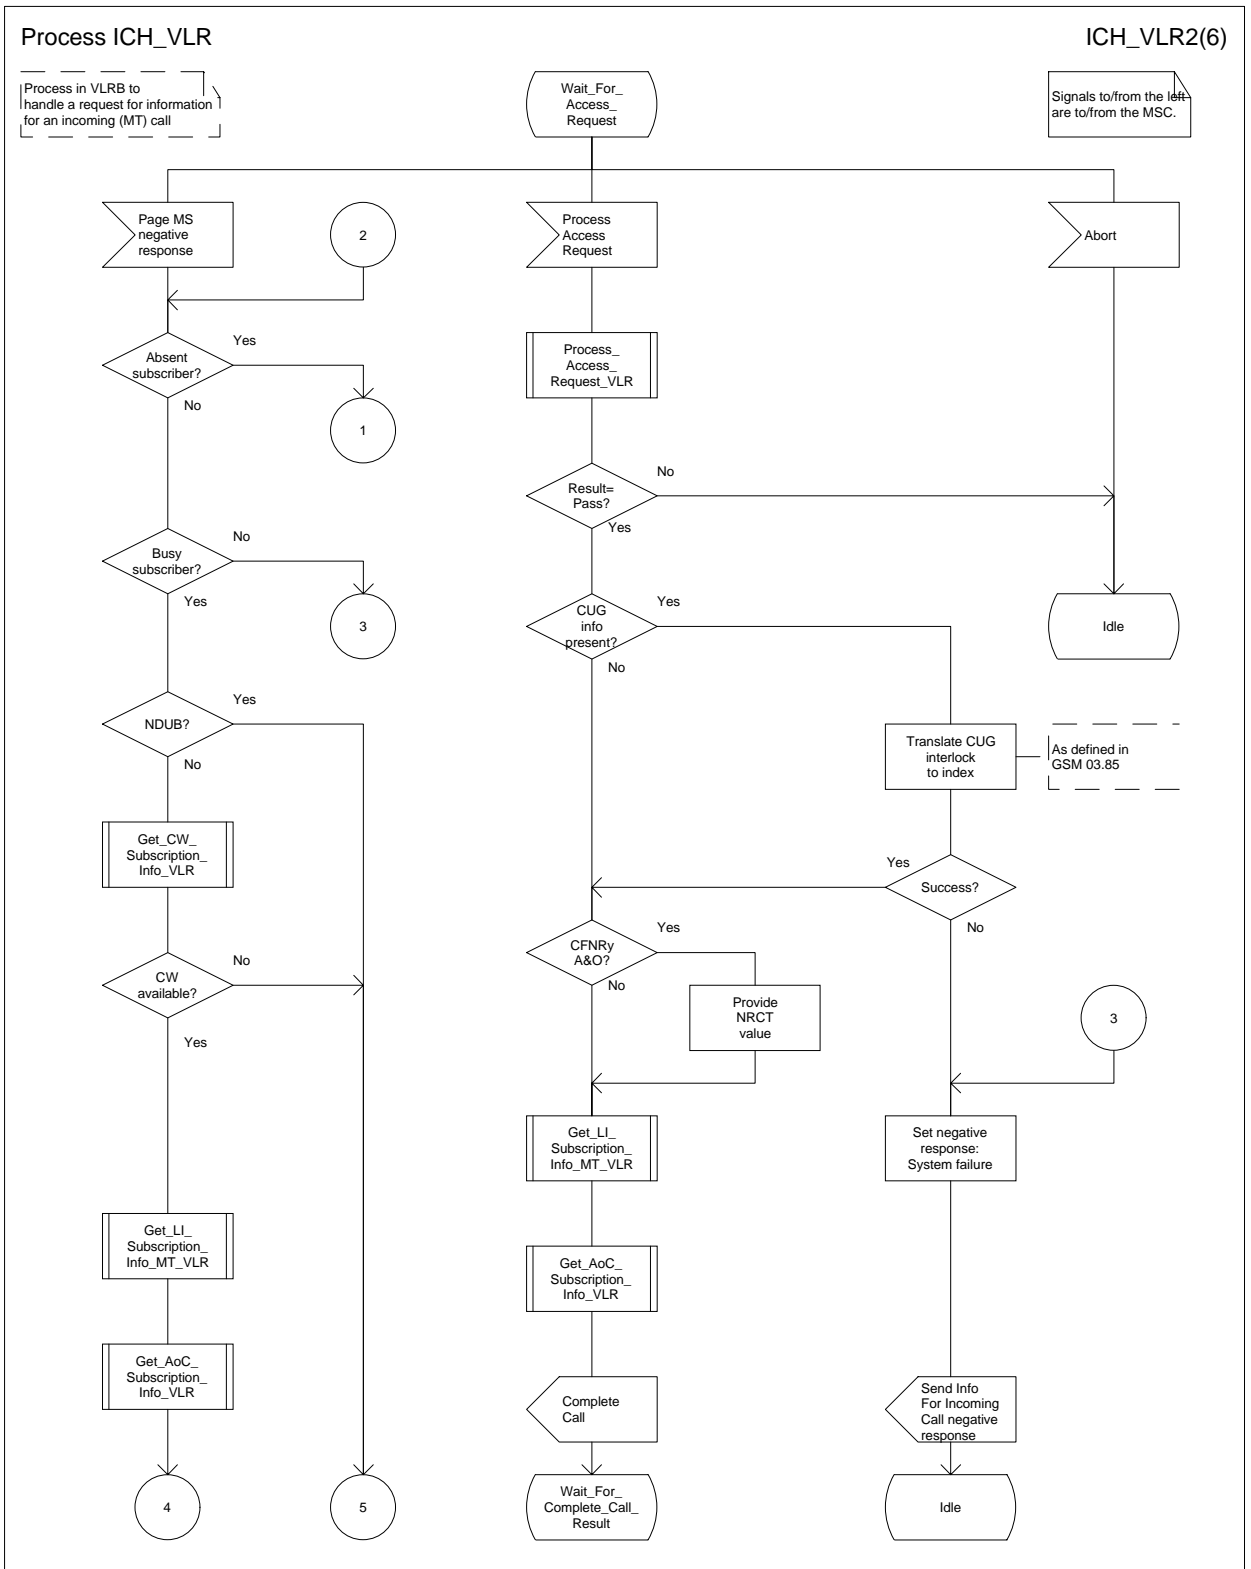 Process ICH_VLR
ICH_VLR2(6)
Process in VLRB to
handle a request for information
for an incoming (MT) call
Wait_For_
Access_
Request
Signals to/from the left
are to/from the MSC.
Page MS
negative
response
2
Process
Access
Request
Abort
Absent
subscriber?
Yes
No
1
Process_
Access_
Request_VLR
Result=
Pass?
No
Yes
Busy
subscriber?
No
Yes
3
CUG
info
present?
Yes
No
Idle
NDUB?
Yes
No
Translate CUG
interlock
to index
As defined in
GSM 03.85
Get_CW_
Subscription_
Info_VLR
Yes
Success?
No
CW
available?
No
Yes
CFNRy
A&O?
Yes
No
Provide
NRCT
value
3
Get_LI_
Subscription_
Info_MT_VLR
Set negative
response:
System failure
Get_LI_
Subscription_
Info_MT_VLR
Get_AoC_
Subscription_
Info_VLR
Get_AoC_
Subscription_
Info_VLR
Complete
Call
Send Info
For Incoming
Call negative
response
4
5
Wait_For_
Complete_Call_
Result
Idle